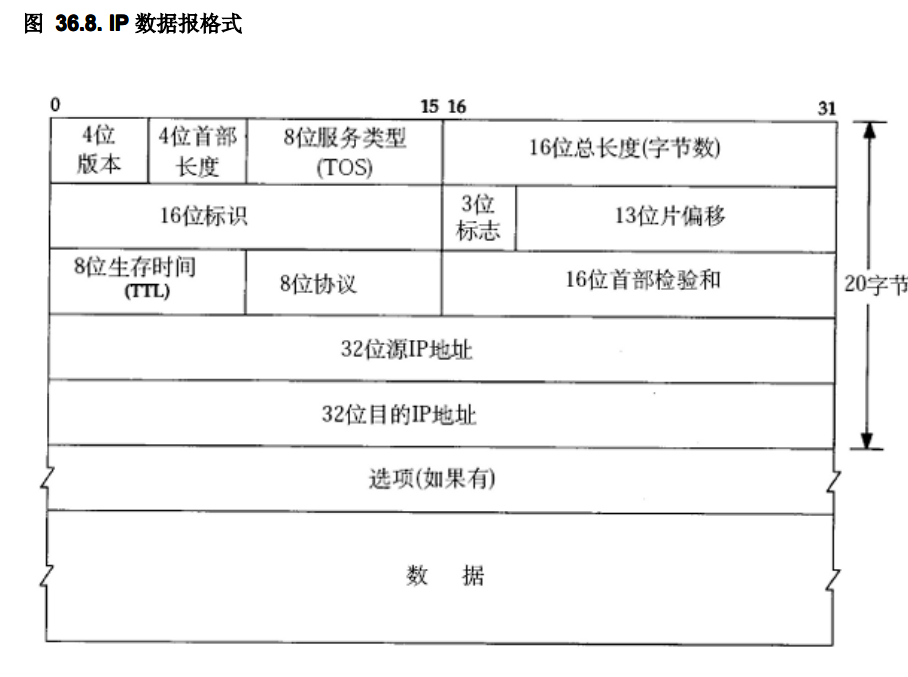 图 36.8. IP 数据报格式
0 15 16 31
4位
版本
4位首部
长度
8位服务类型
(TOS)
16位总长度(字节数)
16位标识
3位
标志
13位片偏移
8位生存时间
(TTL)
8位协议
16位首部检验和
20字节
32位源IP地址
32位目的IP地址
选项(如果有)
数 据